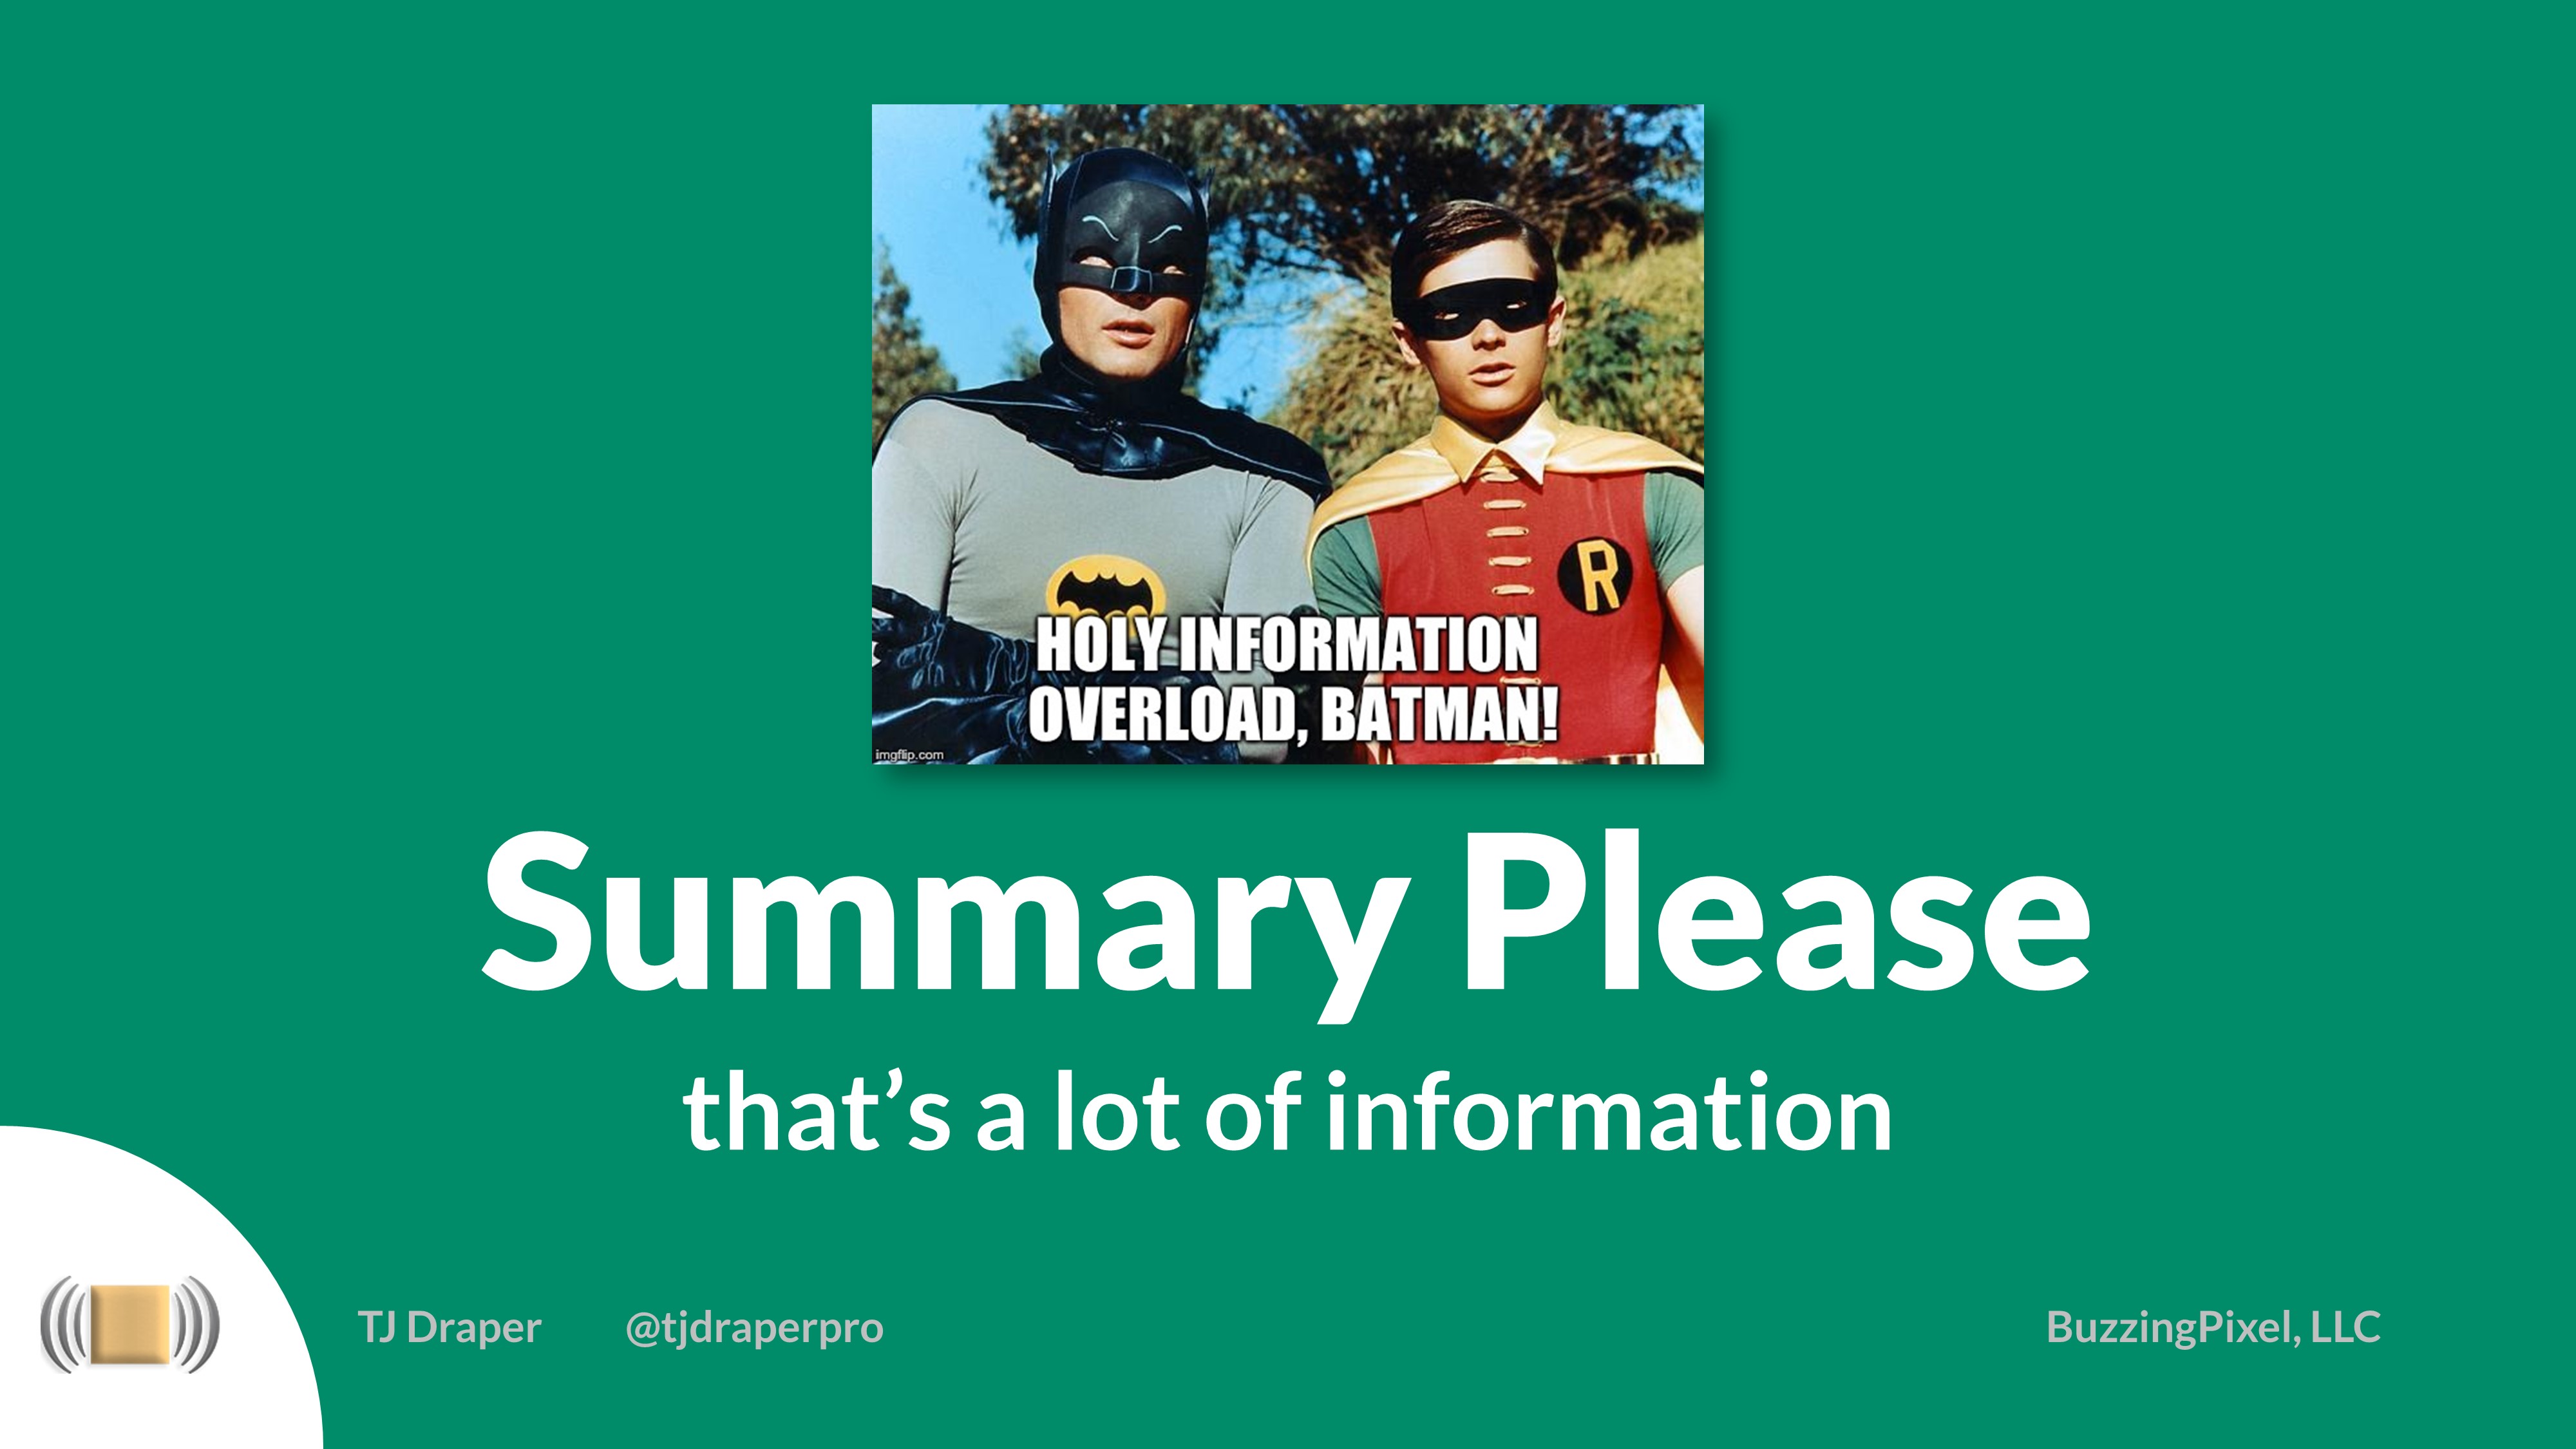 R
HOLY INFORMATION
OVERLOAD, BATMAN!
imgflip.com
Summary Please
that’s a lot of information
TJ Draper @tjdraperpro BuzzingPixel, LLC